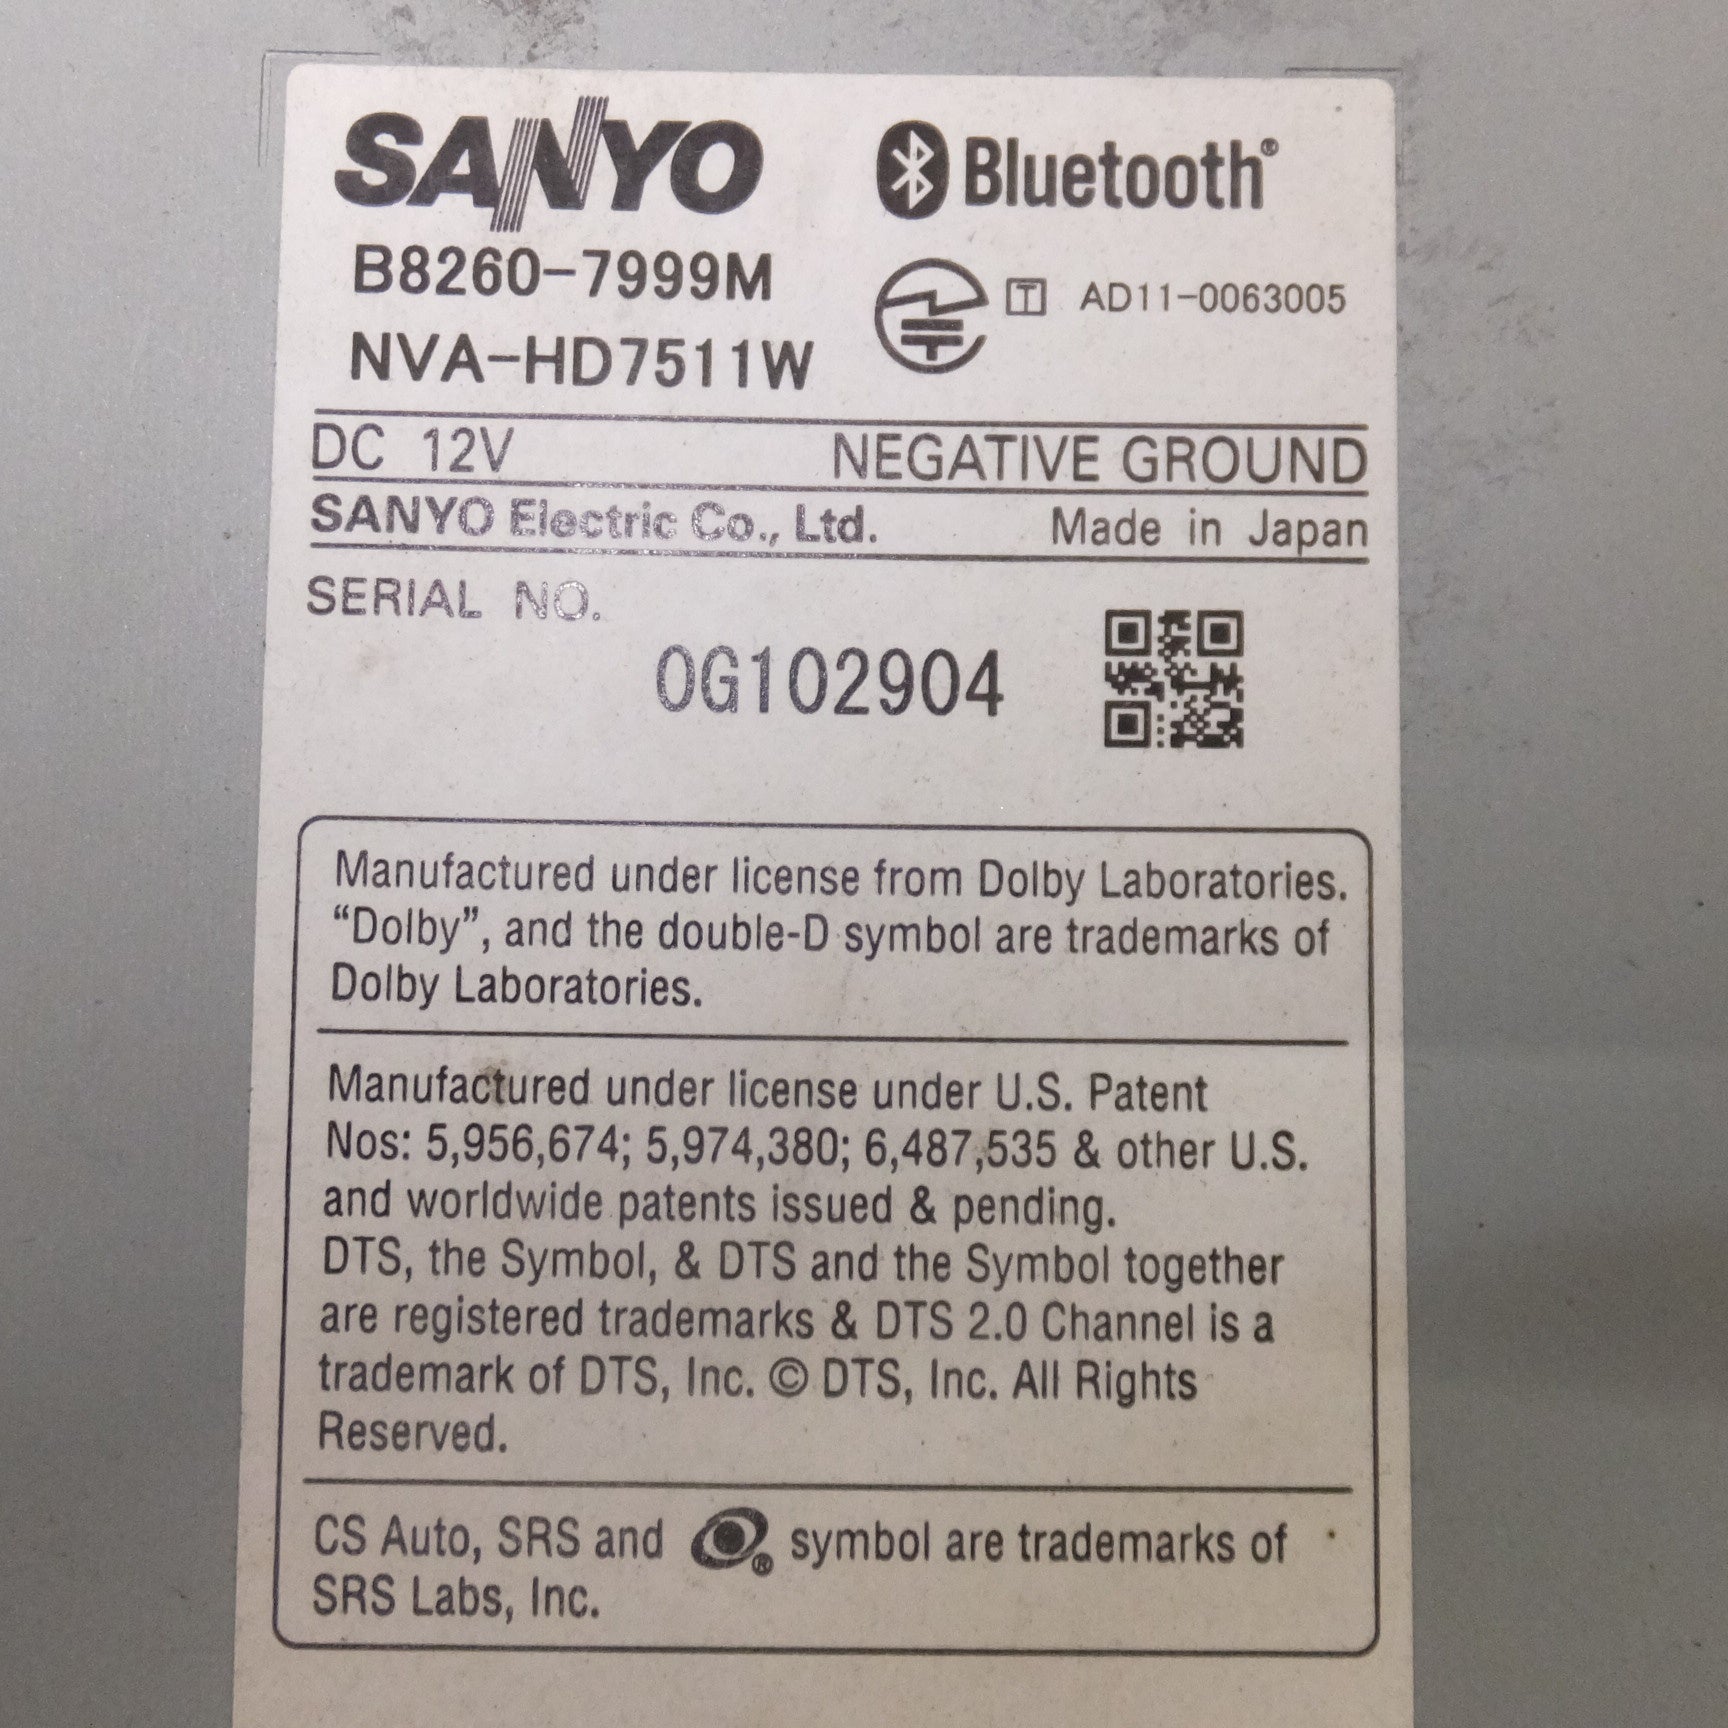 SANYO
Bluetooth®
B8260-7999M
T AD11-0063005
NVA-HD7511W
DC 12V NEGATIVE GROUND
SANYO Electric Co., Ltd. Made in Japan
SERIAL NO.
0G102904
Manufactured under license from Dolby Laboratories.
“Dolby”, and the double-D symbol are trademarks of
Dolby Laboratories.
Manufactured under license under U.S. Patent
Nos: 5,956,674; 5,974,380; 6,487,535 & other U.S.
and worldwide patents issued & pending.
DTS, the Symbol, & DTS and the Symbol together
are registered trademarks & DTS 2.0 Channel is a
trademark of DTS, Inc. © DTS, Inc. All Rights
Reserved.
CS Auto, SRS and ® symbol are trademarks of
SRS Labs, Inc.